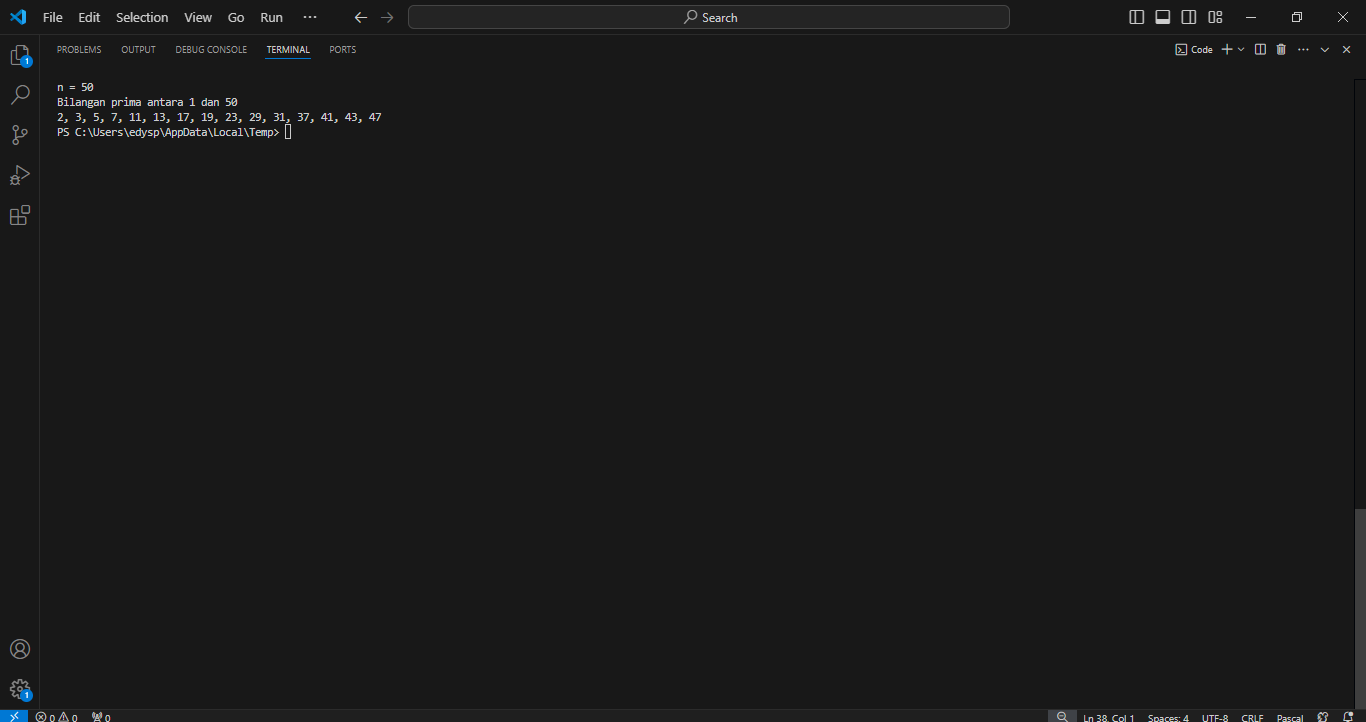 File Edit Selection View Go Run ···
Search
PROBLEMS OUTPUT DEBUG CONSOLE TERMINAL PORTS
Code
1
n = 50
Bilangan prima antara 1 dan 50
2, 3, 5, 7, 11, 13, 17, 19, 23, 29, 31, 37, 41, 43, 47
PS C:\Users\edysp\AppData\Local\Temp>
1
0 0 0 Ln 38, Col 1 Spaces: 4 UTF-8 CRLF Pascal